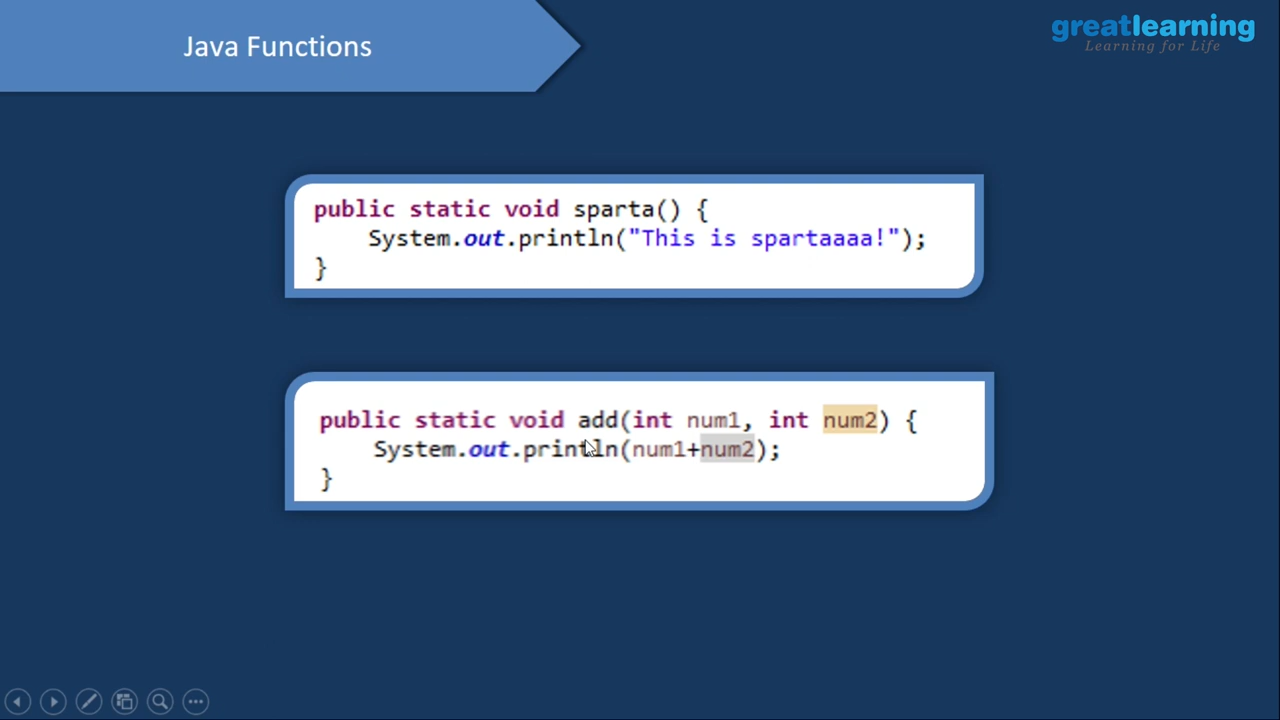 Java Functions
greatlearning
Learning for Life
public static void sparta() {
    System.out.println("This is spartaaaa!");
}
public static void add(int num1, int num2) {
    System.out.println(num1+num2);
}